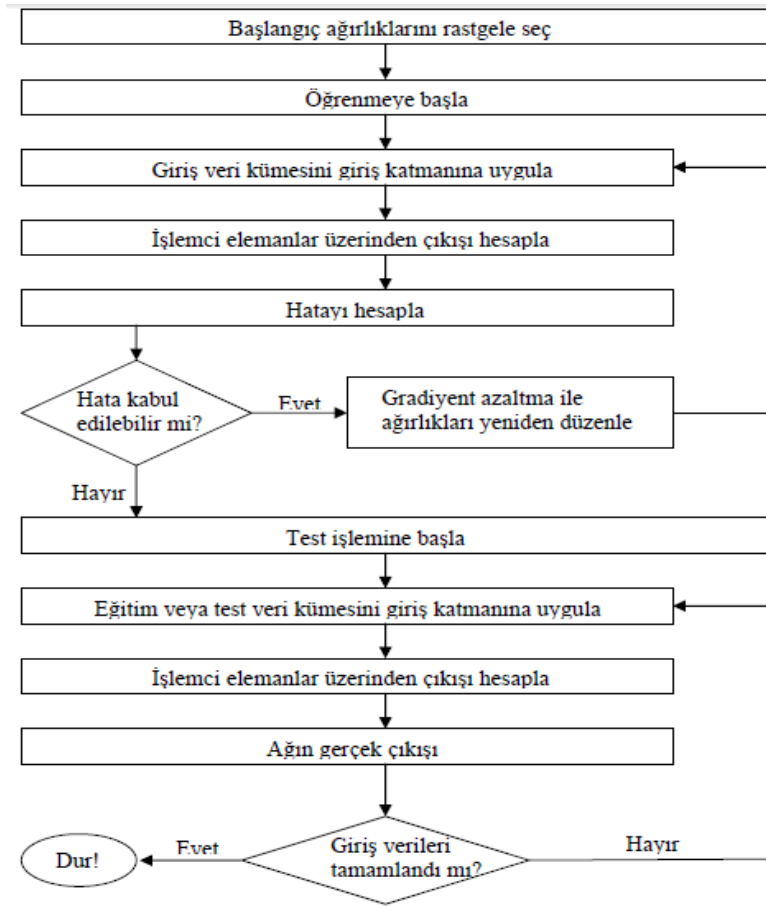 Başlangıç ağırlıklarını rastgele seç
Öğrenmeye başla
Giriş veri kümesini giriş katmanına uygula
İşlemci elemanlar üzerinden çıkışı hesapla
Hatayı hesapla
Hata kabul
edilebilir mi?
Evet
Gradiyent azaltma ile
ağırlıkları yeniden düzenle
Hayır
Test işlemine başla
Eğitim veya test veri kümesini giriş katmanına uygula
İşlemci elemanlar üzerinden çıkışı hesapla
Ağın gerçek çıkışı
Giriş verileri
tamamlandı mı?
Evet
Dur!
Hayır